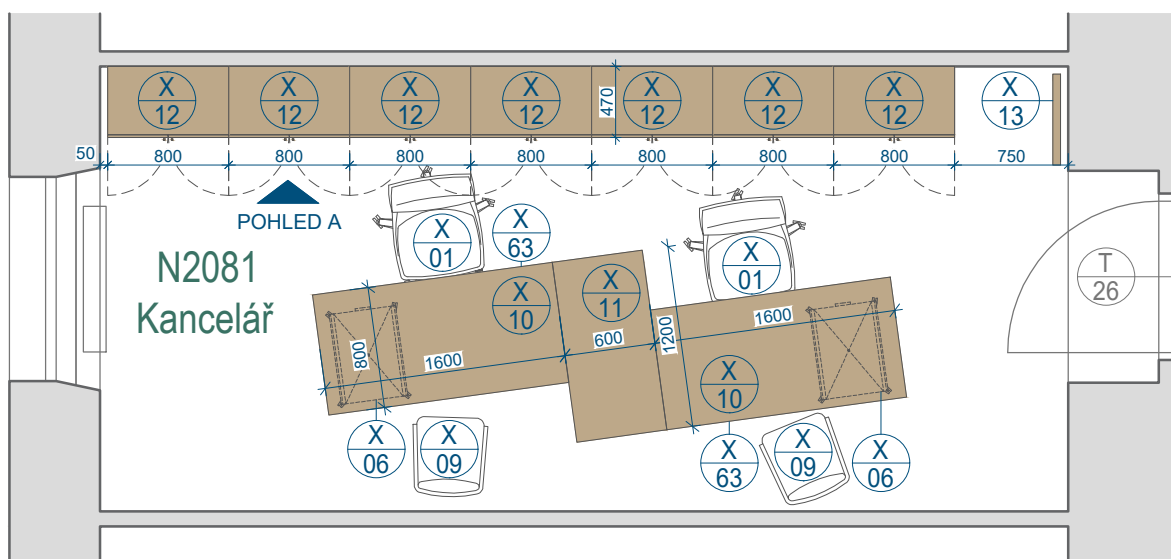 X X X X X X X X
12 12 12 12 12 12 12 13
470
50 800 800 800 800 800 800 800 750
POHLED A
N2081
Kancelář
X
01
X
63
X
01
X
10
X
11
T
26
800
1600
600
1200
1600
X
10
X
06
X
09
X
63
X
09
X
06